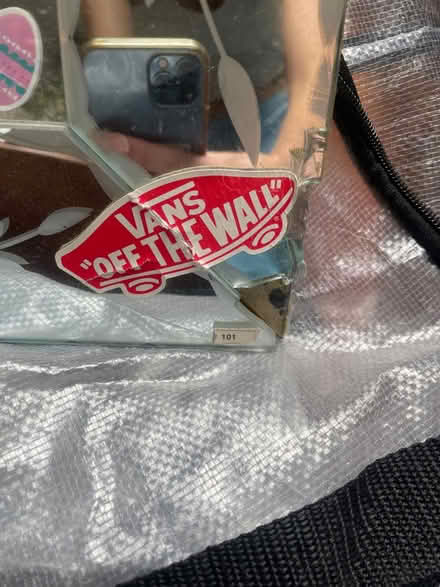 VANS
"OFF THE WALL"
101